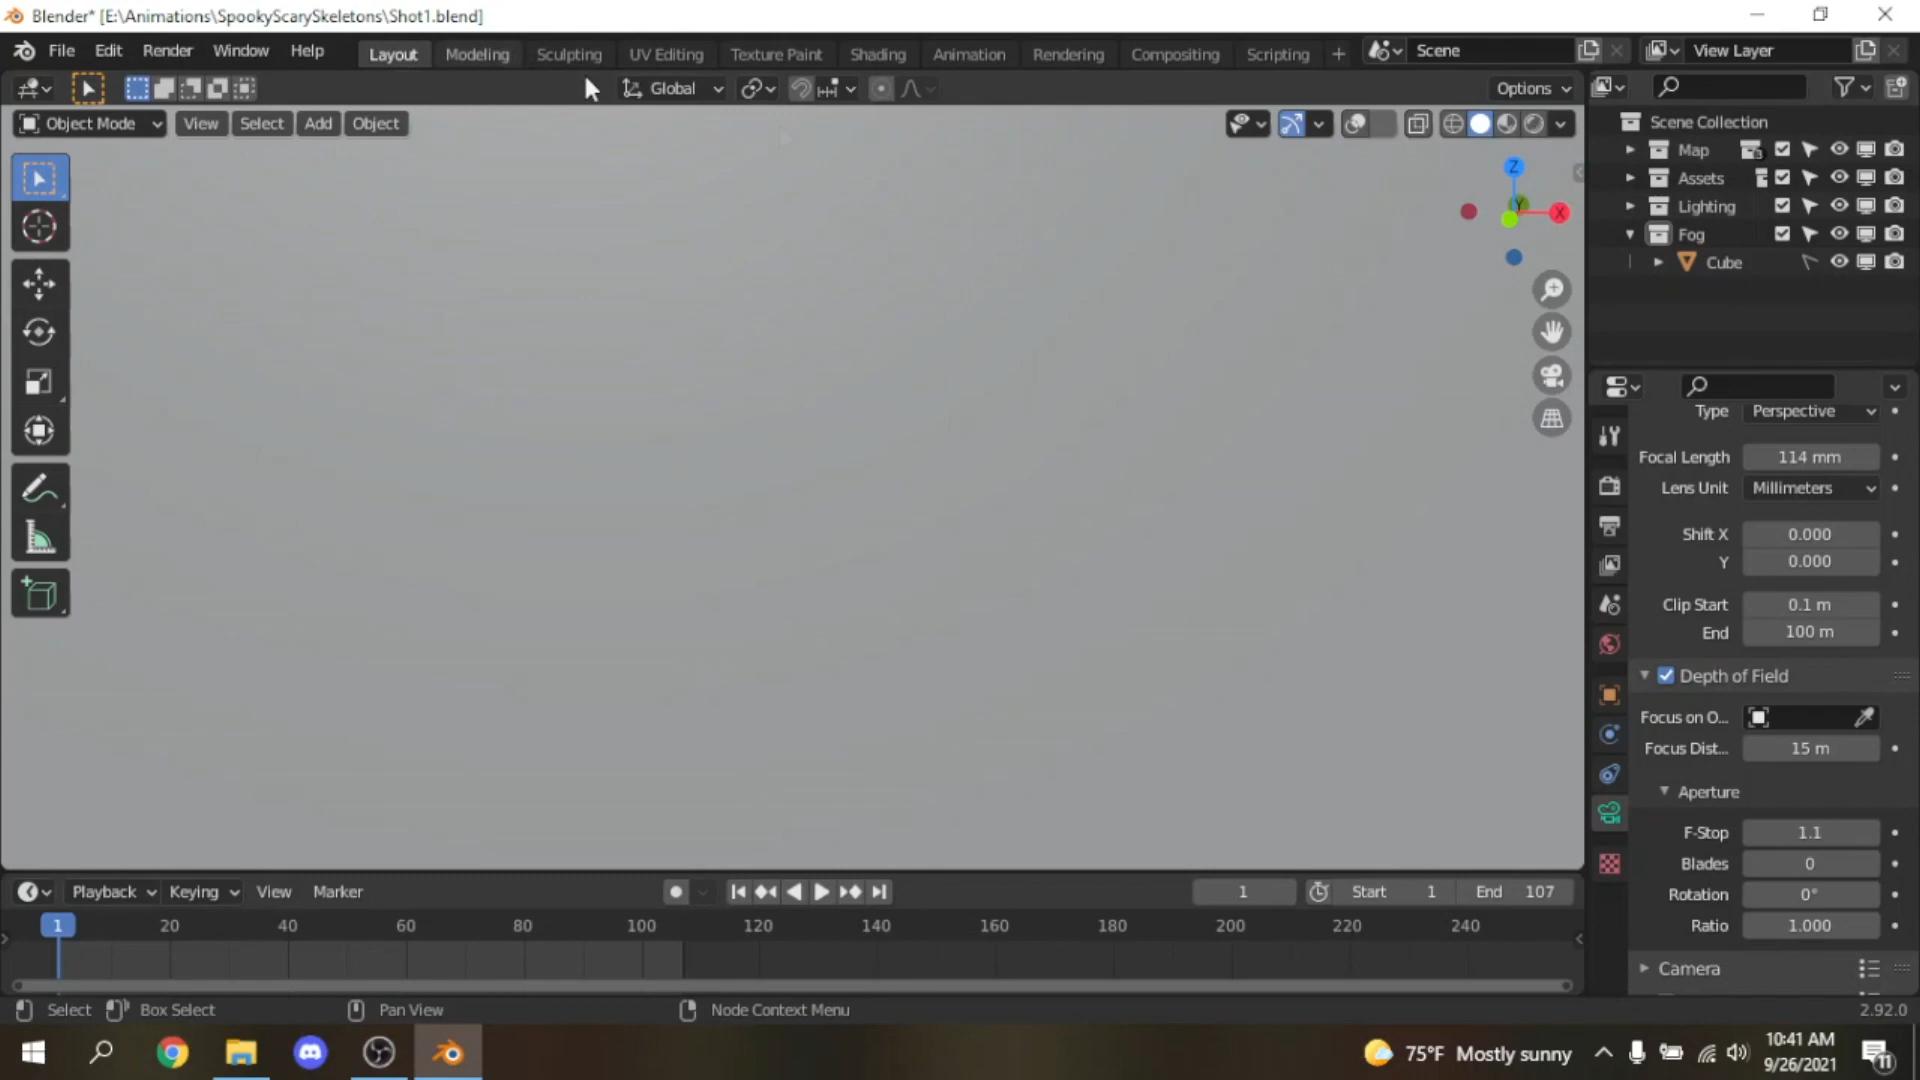 Blender* [E:\Animations\SpookyScarySkeletons\Shot1.blend]
File Edit Render Window Help Layout Modeling Sculpting UV Editing Texture Paint Shading Animation Rendering Compositing Scripting + Scene View Layer
Global Options
Object Mode View Select Add Object
Scene Collection
Map 3
Assets
Lighting
Fog
Cube
Z
Y
X
Type Perspective
Focal Length 114 mm
Lens Unit Millimeters
Shift X 0.000
Y 0.000
Clip Start 0.1 m
End 100 m
Depth of Field
Focus on O...
Focus Dist... 15 m
Aperture
F-Stop 1.1
Blades 0
Rotation 0°
Ratio 1.000
Camera
Playback Keying View Marker 1 Start 1 End 107
1 20 40 60 80 100 120 140 160 180 200 220 240
Select Box Select Pan View Node Context Menu 2.92.0
75°F Mostly sunny
10:41 AM
9/26/2021
11